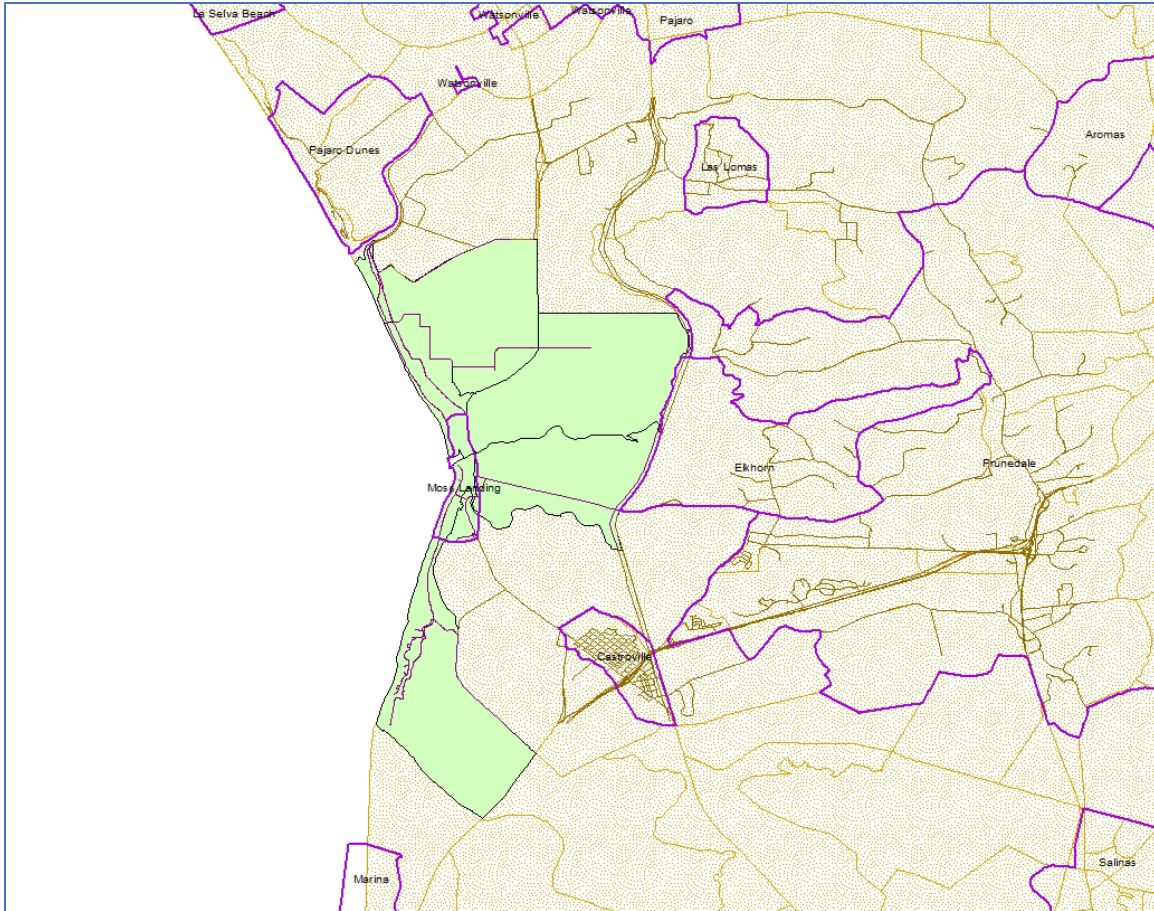 La Selva Beach
Watsonville
Watsonville
Pajaro
Watsonville
Aromas
Pajaro Dunes
Las Lomas
Elkhorn
Prunedale
Moss Landing
Castroville
Salinas
Marina